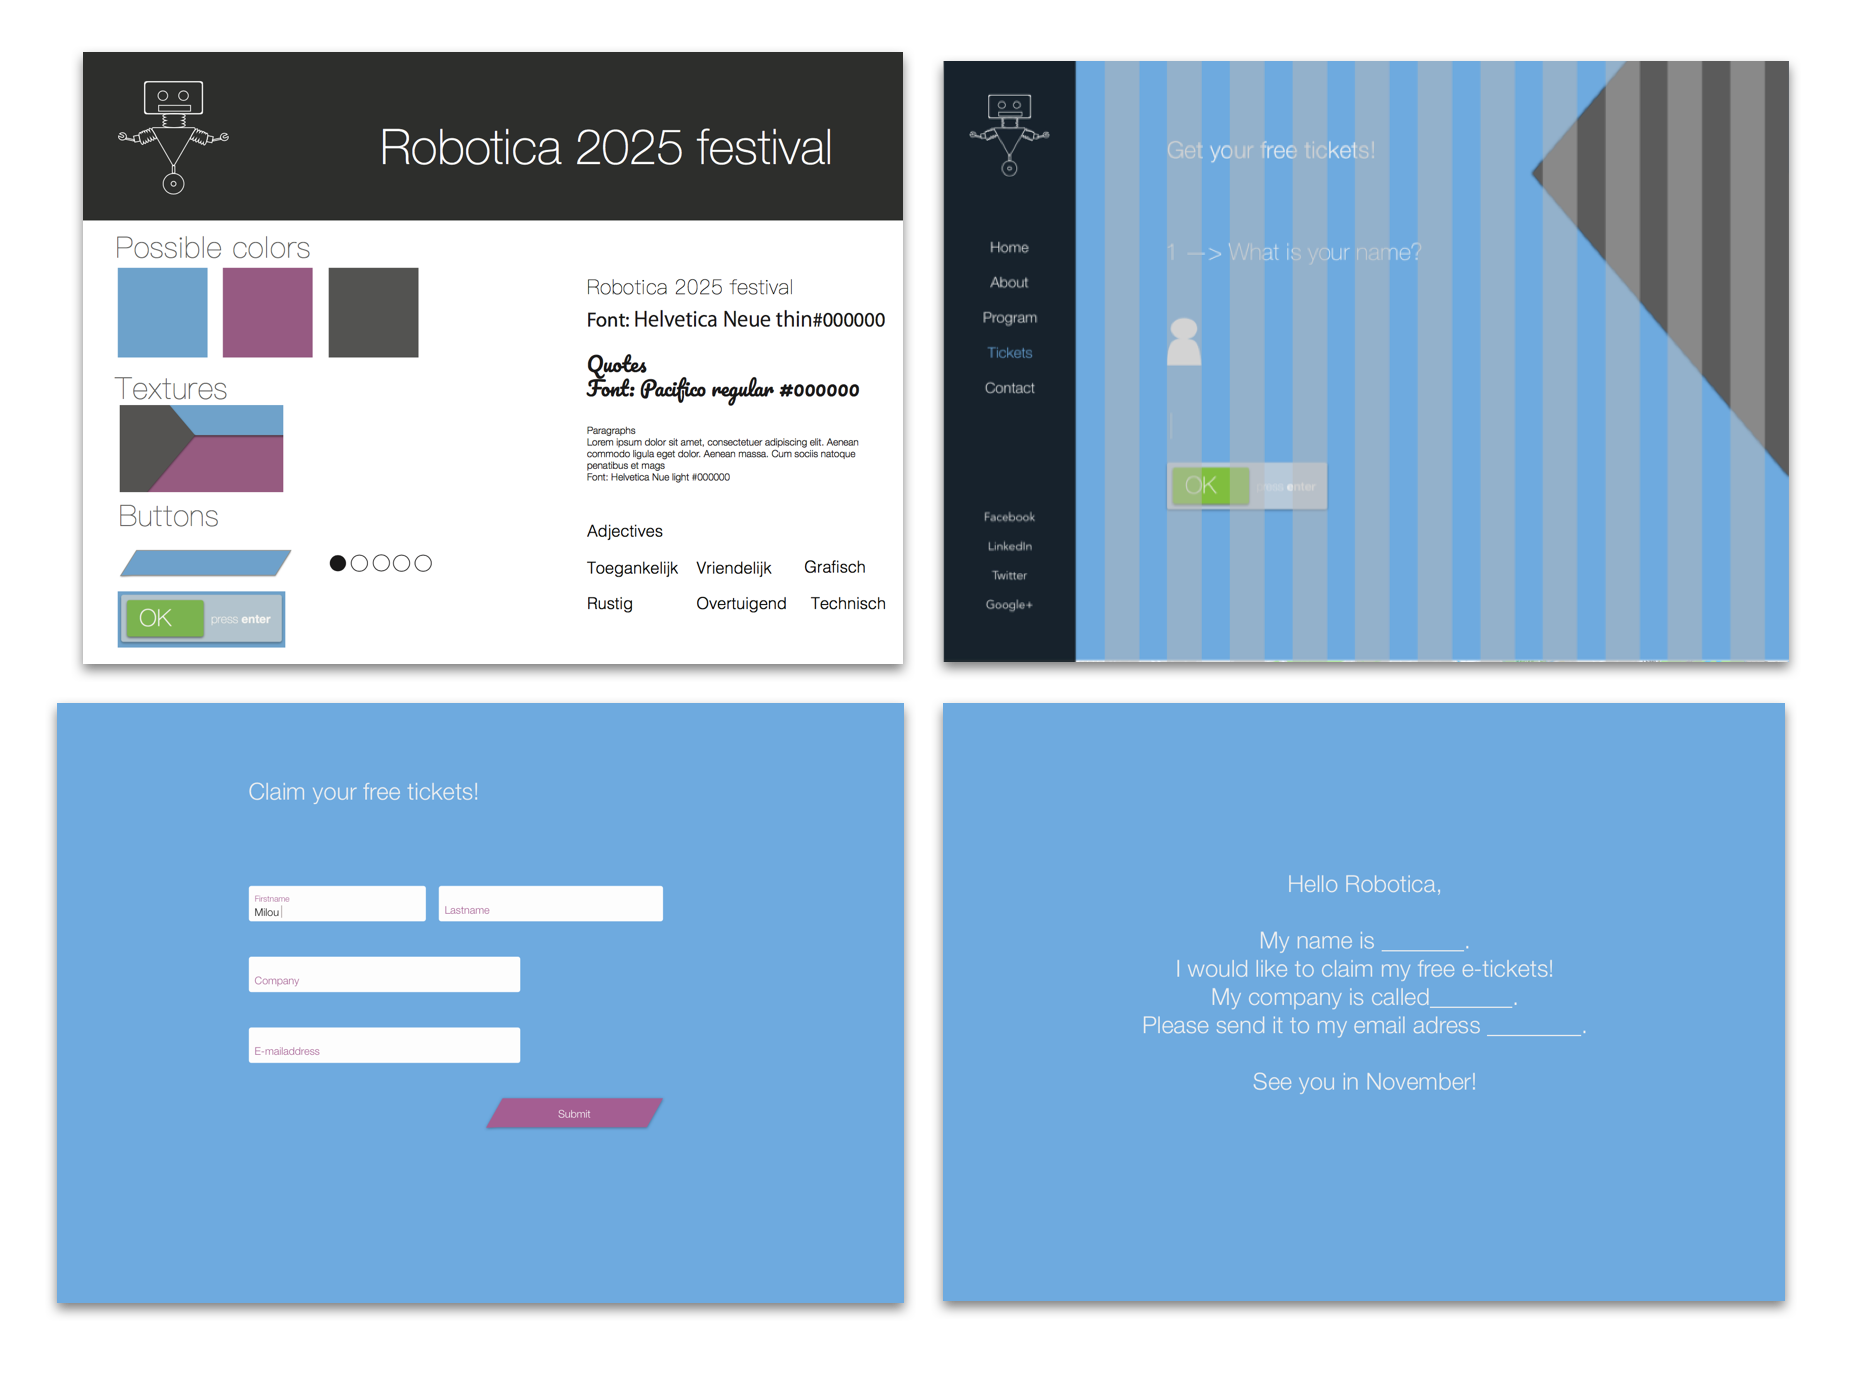 Robotica 2025 festival
Possible colors
Textures
Buttons
OK press enter
Robotica 2025 festival
Font: Helvetica Neue thin#000000
Quotes
Font: Pacifico regular #000000
Paragraphs
Lorem ipsum dolor sit amet, consectetuer adipiscing elit. Aenean
commodo ligula eget dolor. Aenean massa. Cum sociis natoque
penatibus et mags
Font: Helvetica Nue light #000000
Adjectives
Toegankelijk Vriendelijk Grafisch
Rustig Overtuigend Technisch
Home
About
Program
Tickets
Contact
Facebook
LinkedIn
Twitter
Google+
Get your free tickets!
1 —> What is your name?
OK press enter
Claim your free tickets!
Firstname
Milou
Lastname
Company
E-mailaddress
Submit
Hello Robotica,
My name is _______.
I would like to claim my free e-tickets!
My company is called_______.
Please send it to my email adress ________.
See you in November!